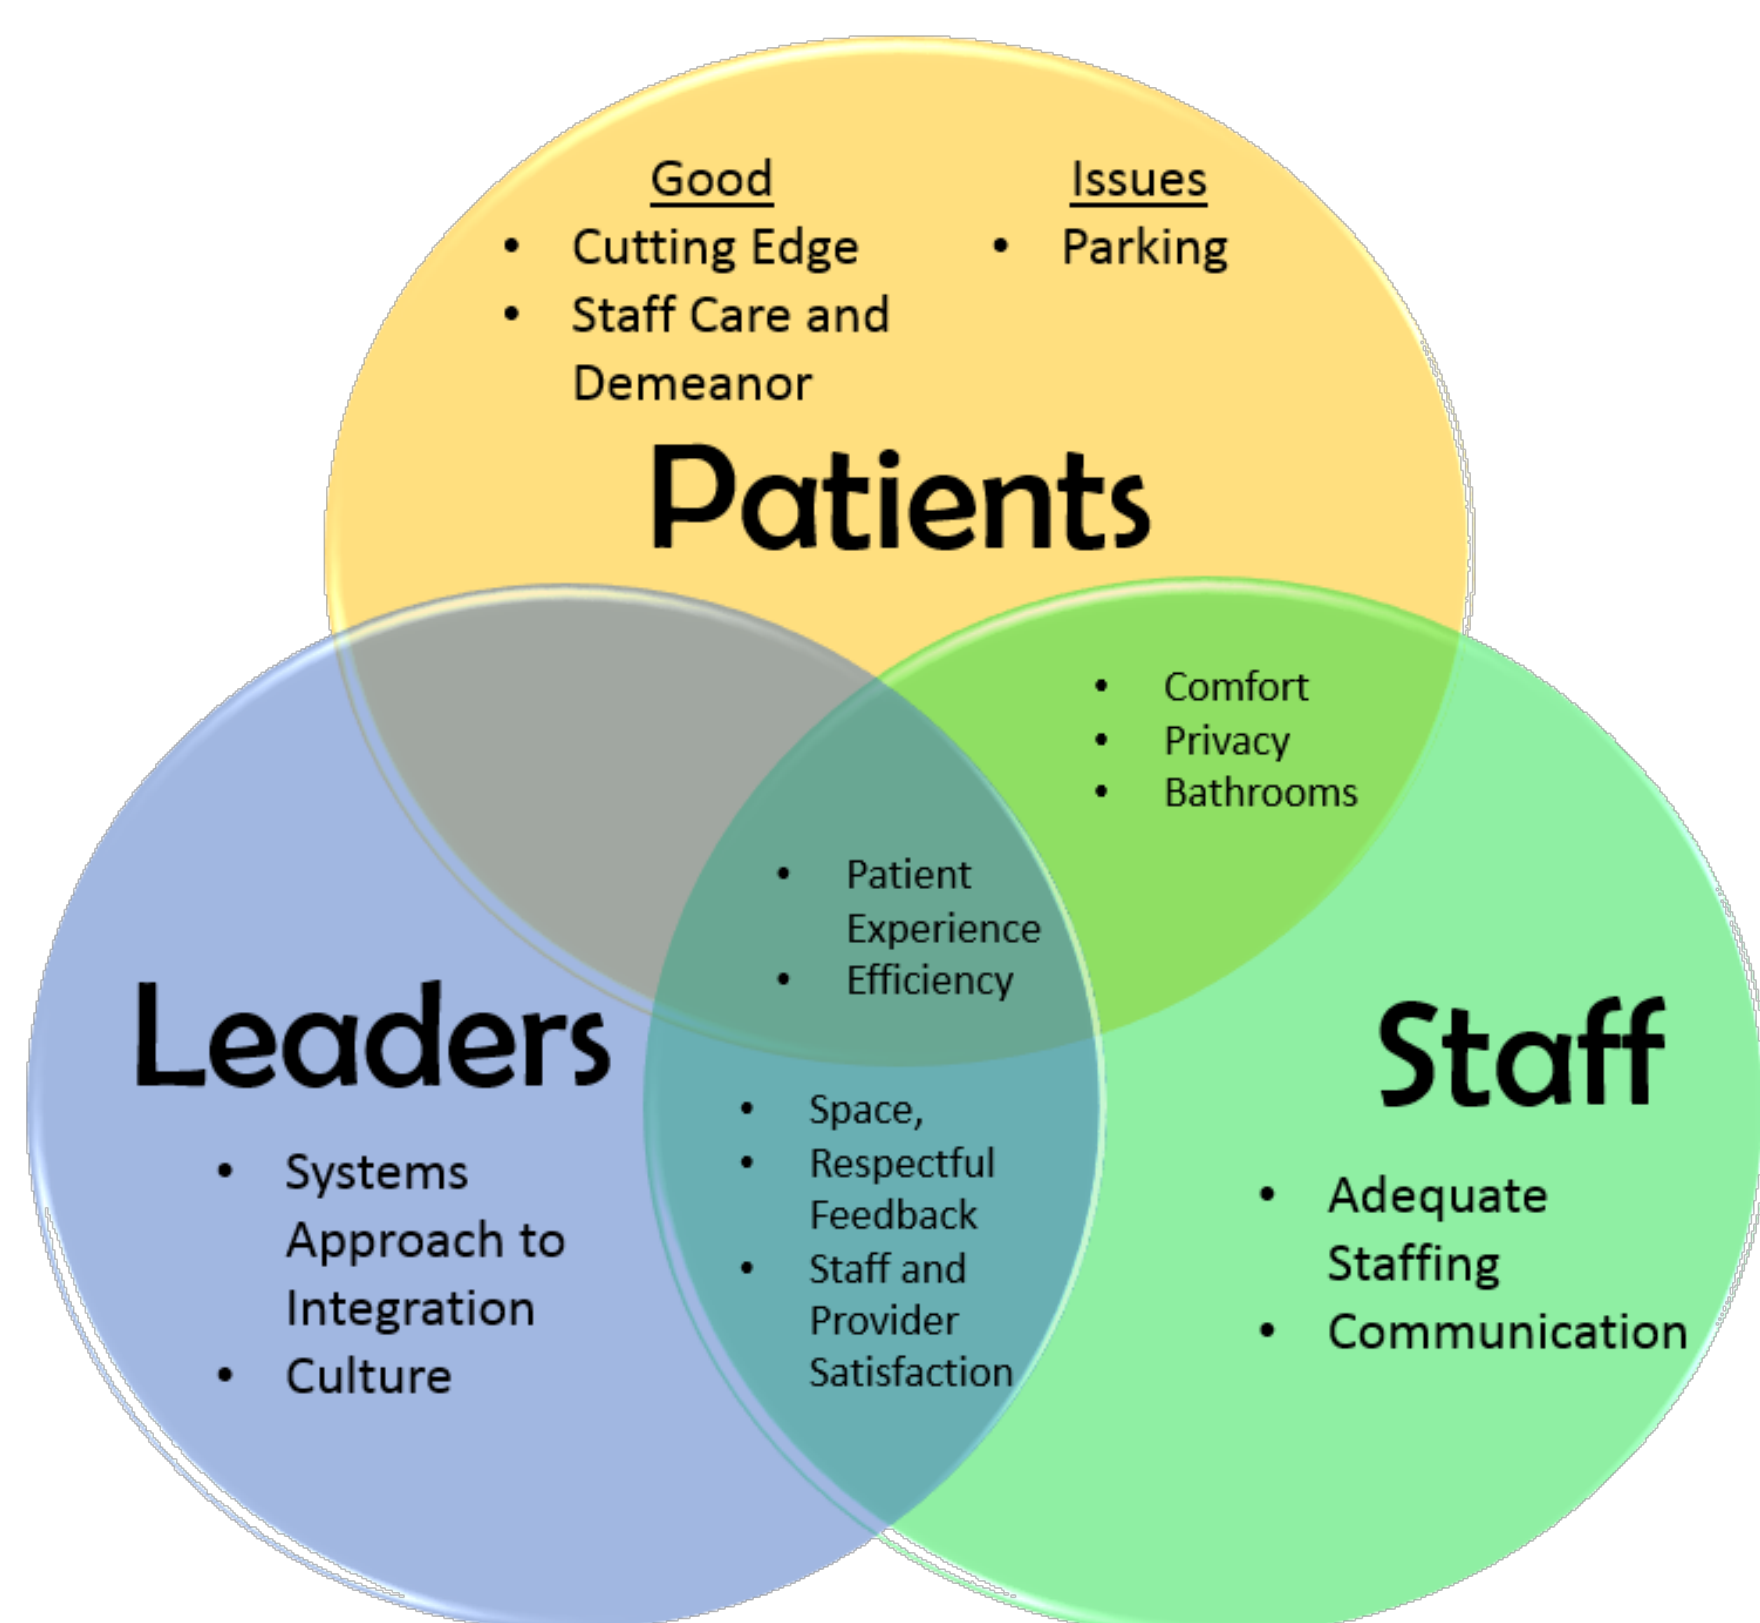 Good
• Cutting Edge
• Staff Care and
Demeanor
Issues
• Parking
Patients
• Comfort
• Privacy
• Bathrooms
• Patient
Experience
• Efficiency
Leaders
• Systems
Approach to
Integration
• Culture
• Space,
• Respectful
Feedback
• Staff and
Provider
Satisfaction
Staff
• Adequate
Staffing
• Communication